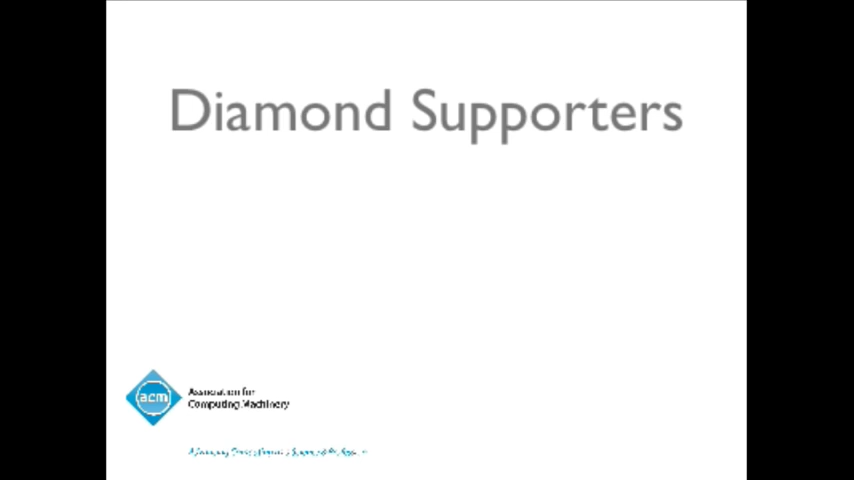 Diamond Supporters
acm
Association for
Computing Machinery